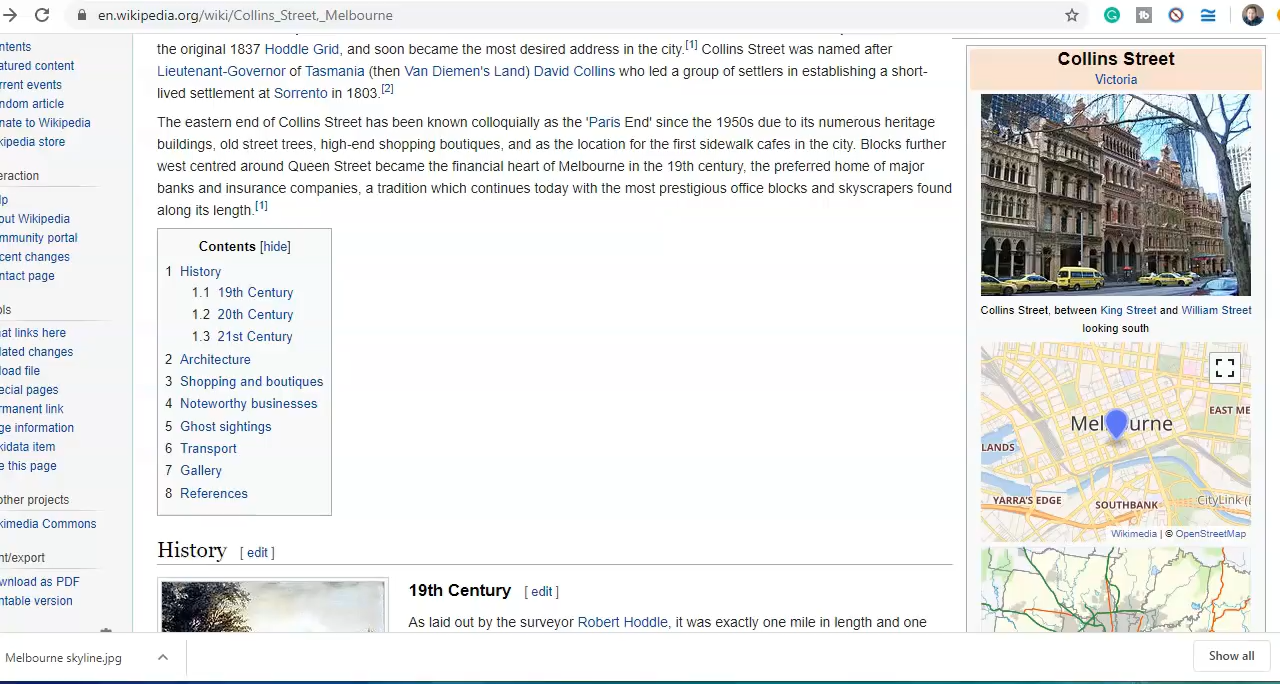 en.wikipedia.org/wiki/Collins_Street,_Melbourne
ntents
atured content
rrent events
ndom article
nate to Wikipedia
kipedia store
eraction
lp
out Wikipedia
mmunity portal
cent changes
ntact page
ols
at links here
lated changes
load file
ecial pages
rmanent link
ge information
kidata item
e this page
other projects
kimedia Commons
nt/export
wnload as PDF
ntable version
the original 1837 Hoddle Grid, and soon became the most desired address in the city.[1] Collins Street was named after
Lieutenant-Governor of Tasmania (then Van Diemen's Land) David Collins who led a group of settlers in establishing a short-
lived settlement at Sorrento in 1803.[2]
The eastern end of Collins Street has been known colloquially as the 'Paris End' since the 1950s due to its numerous heritage
buildings, old street trees, high-end shopping boutiques, and as the location for the first sidewalk cafes in the city. Blocks further
west centred around Queen Street became the financial heart of Melbourne in the 19th century, the preferred home of major
banks and insurance companies, a tradition which continues today with the most prestigious office blocks and skyscrapers found
along its length.[1]
Contents [hide]
1 History
1.1 19th Century
1.2 20th Century
1.3 21st Century
2 Architecture
3 Shopping and boutiques
4 Noteworthy businesses
5 Ghost sightings
6 Transport
7 Gallery
8 References
History [ edit ]
19th Century [ edit ]
As laid out by the surveyor Robert Hoddle, it was exactly one mile in length and one
Collins Street
Victoria
Collins Street, between King Street and William Street
looking south
Melbourne
EAST ME
LANDS
YARRA'S EDGE
SOUTHBANK
CityLink (
Wikimedia | © OpenStreetMap
Melbourne skyline.jpg
Show all